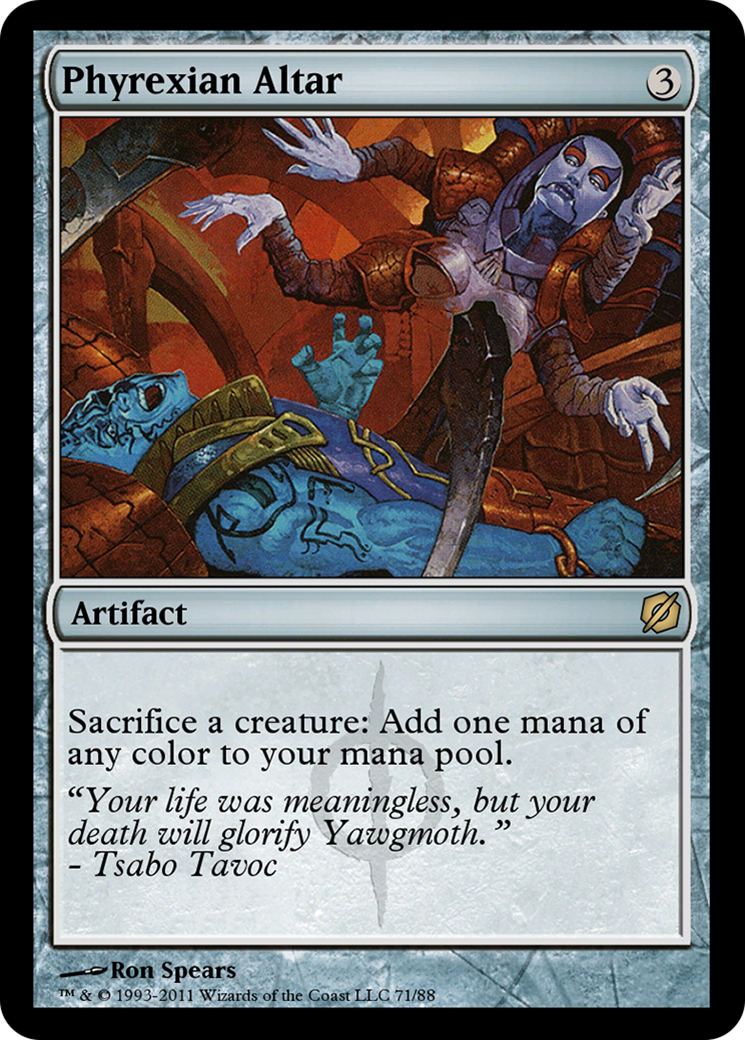 Phyrexian Altar 3
Artifact
Sacrifice a creature: Add one mana of
any color to your mana pool.
“Your life was meaningless, but your
death will glorify Yawgmoth.”
- Tsabo Tavoc
Ron Spears
™ & © 1993-2011 Wizards of the Coast LLC 71/88